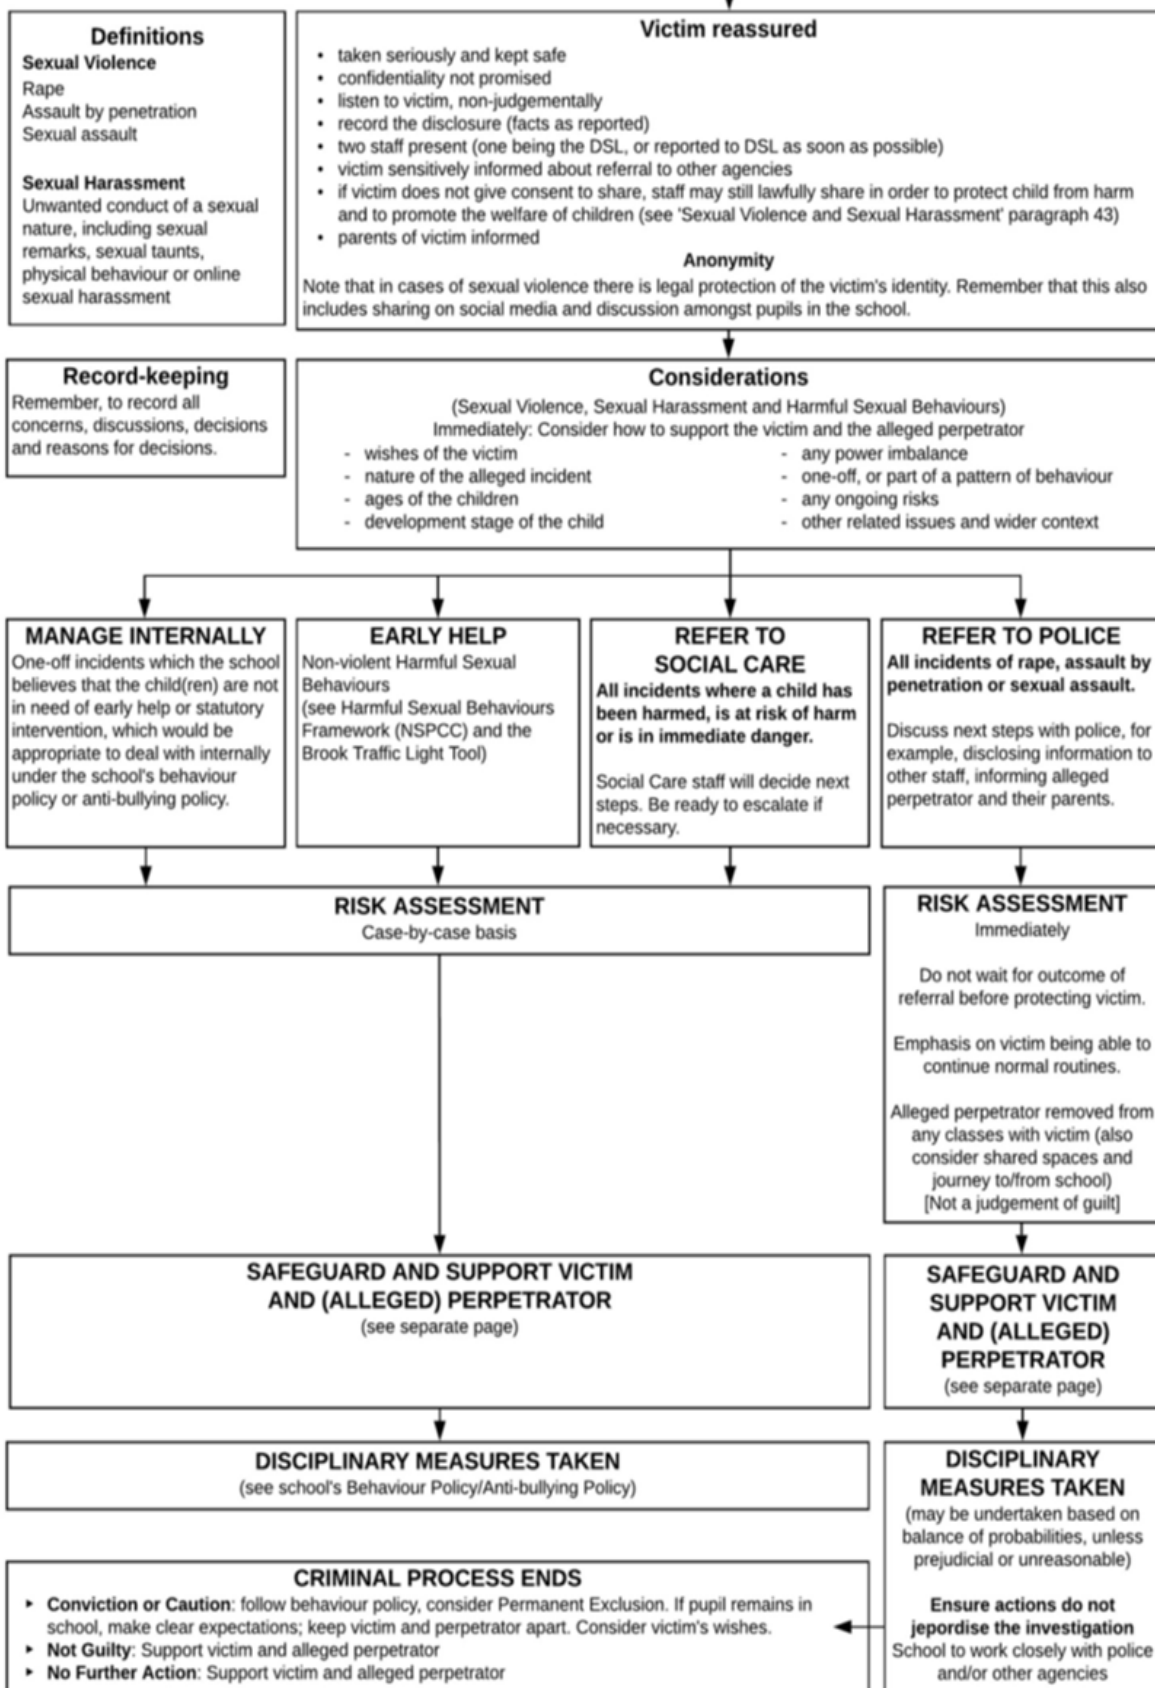 Definitions
Sexual Violence
Rape
Assault by penetration
Sexual assault
Sexual Harassment
Unwanted conduct of a sexual
nature, including sexual
remarks, sexual taunts,
physical behaviour or online
sexual harassment
Victim reassured
• taken seriously and kept safe
• confidentiality not promised
• listen to victim, non-judgementally
• record the disclosure (facts as reported)
• two staff present (one being the DSL, or reported to DSL as soon as possible)
• victim sensitively informed about referral to other agencies
• if victim does not give consent to share, staff may still lawfully share in order to protect child from harm
and to promote the welfare of children (see 'Sexual Violence and Sexual Harassment' paragraph 43)
• parents of victim informed
Anonymity
Note that in cases of sexual violence there is legal protection of the victim's identity. Remember that this also
includes sharing on social media and discussion amongst pupils in the school.
Record-keeping
Remember, to record all
concerns, discussions, decisions
and reasons for decisions.
Considerations
(Sexual Violence, Sexual Harassment and Harmful Sexual Behaviours)
Immediately: Consider how to support the victim and the alleged perpetrator
- wishes of the victim
- nature of the alleged incident
- ages of the children
- development stage of the child
- any power imbalance
- one-off, or part of a pattern of behaviour
- any ongoing risks
- other related issues and wider context
MANAGE INTERNALLY
One-off incidents which the school
believes that the child(ren) are not
in need of early help or statutory
intervention, which would be
appropriate to deal with internally
under the school's behaviour
policy or anti-bullying policy.
EARLY HELP
Non-violent Harmful Sexual
Behaviours
(see Harmful Sexual Behaviours
Framework (NSPCC) and the
Brook Traffic Light Tool)
REFER TO
SOCIAL CARE
All incidents where a child has
been harmed, is at risk of harm
or is in immediate danger.
Social Care staff will decide next
steps. Be ready to escalate if
necessary.
REFER TO POLICE
All incidents of rape, assault by
penetration or sexual assault.
Discuss next steps with police, for
example, disclosing information to
other staff, informing alleged
perpetrator and their parents.
RISK ASSESSMENT
Case-by-case basis
RISK ASSESSMENT
Immediately
Do not wait for outcome of
referral before protecting victim.
Emphasis on victim being able to
continue normal routines.
Alleged perpetrator removed from
any classes with victim (also
consider shared spaces and
journey to/from school)
[Not a judgement of guilt]
SAFEGUARD AND SUPPORT VICTIM
AND (ALLEGED) PERPETRATOR
(see separate page)
SAFEGUARD AND
SUPPORT VICTIM
AND (ALLEGED)
PERPETRATOR
(see separate page)
DISCIPLINARY MEASURES TAKEN
(see school's Behaviour Policy/Anti-bullying Policy)
DISCIPLINARY
MEASURES TAKEN
(may be undertaken based on
balance of probabilities, unless
prejudicial or unreasonable)
Ensure actions do not
jepordise the investigation
School to work closely with police
and/or other agencies
CRIMINAL PROCESS ENDS
‣ Conviction or Caution: follow behaviour policy, consider Permanent Exclusion. If pupil remains in
school, make clear expectations; keep victim and perpetrator apart. Consider victim's wishes.
‣ Not Guilty: Support victim and alleged perpetrator
‣ No Further Action: Support victim and alleged perpetrator